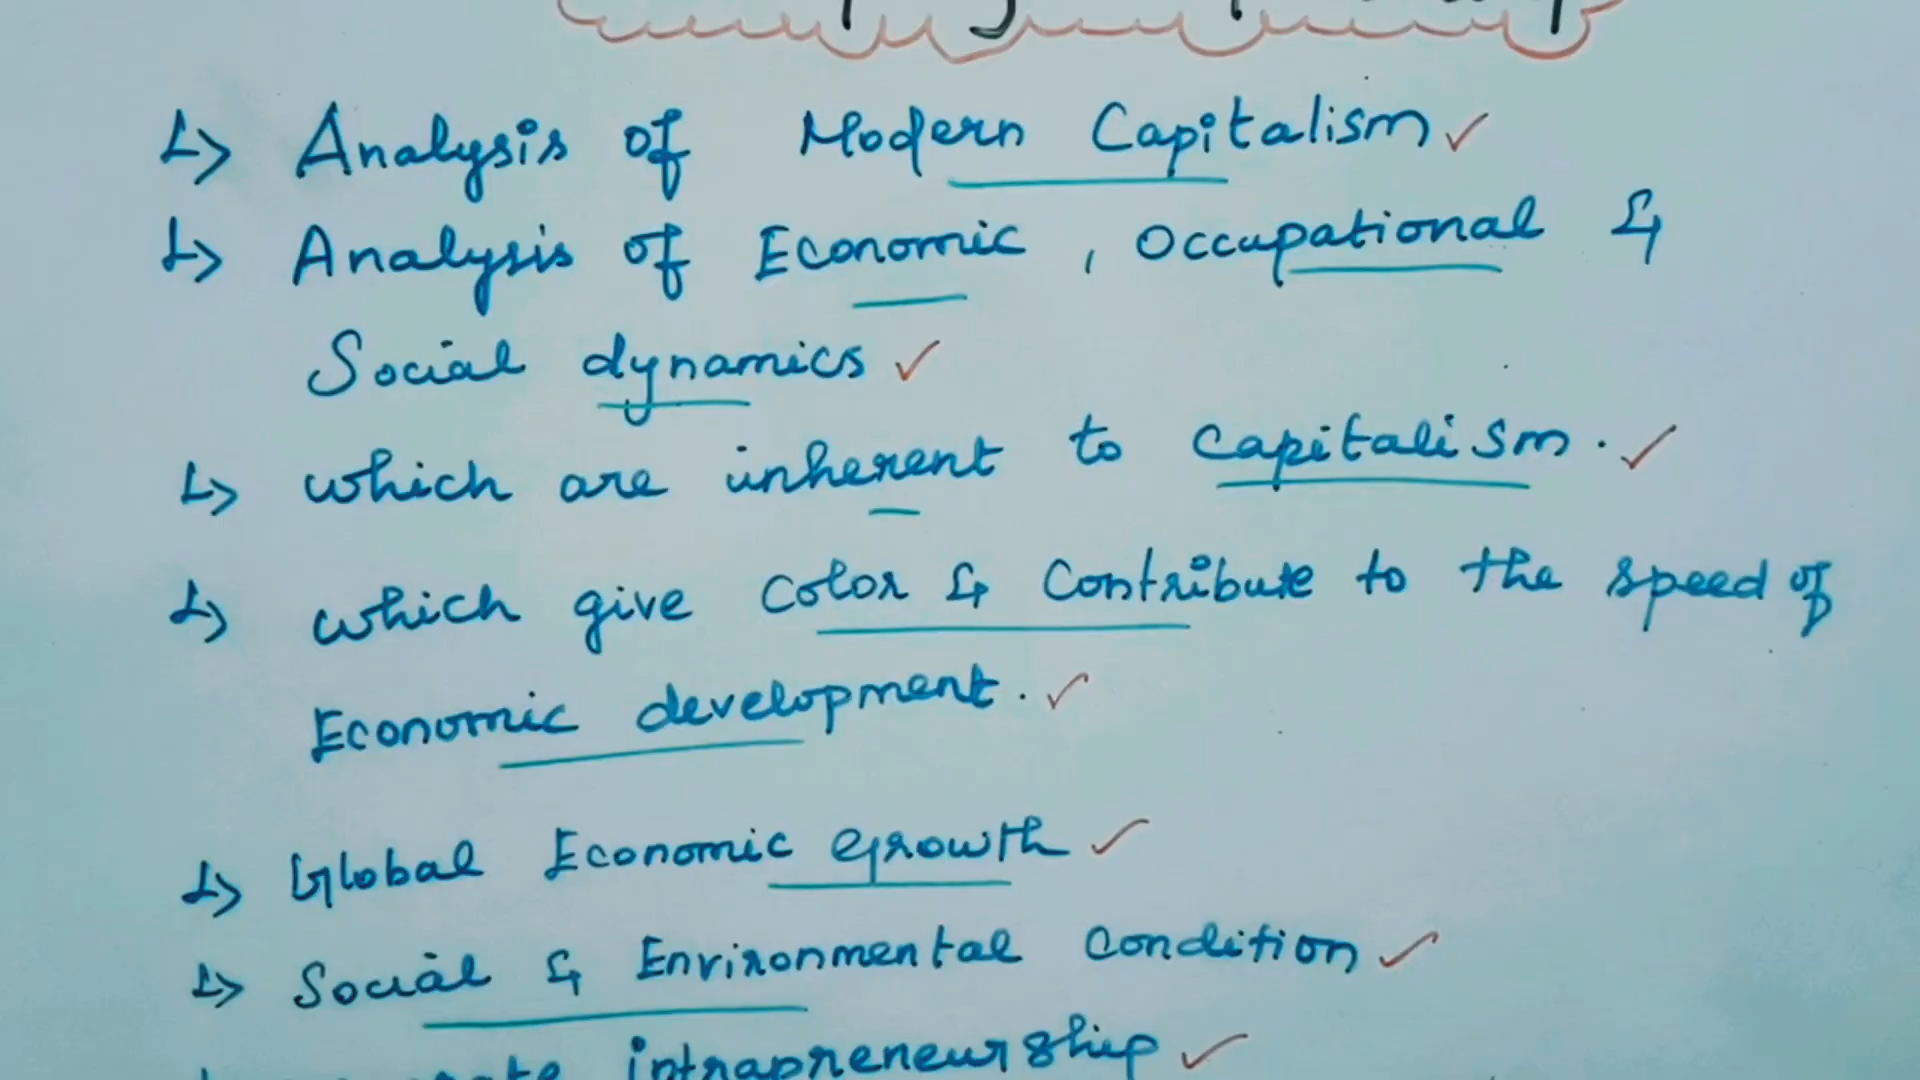 Analysis of Modern Capitalism
Analysis of Economic, Occupational &
Social dynamics
which are inherent to capitalism.
which give color & contribute to the speed of
Economic development.
Global Economic growth
Social & Environmental condition
intrapreneurship